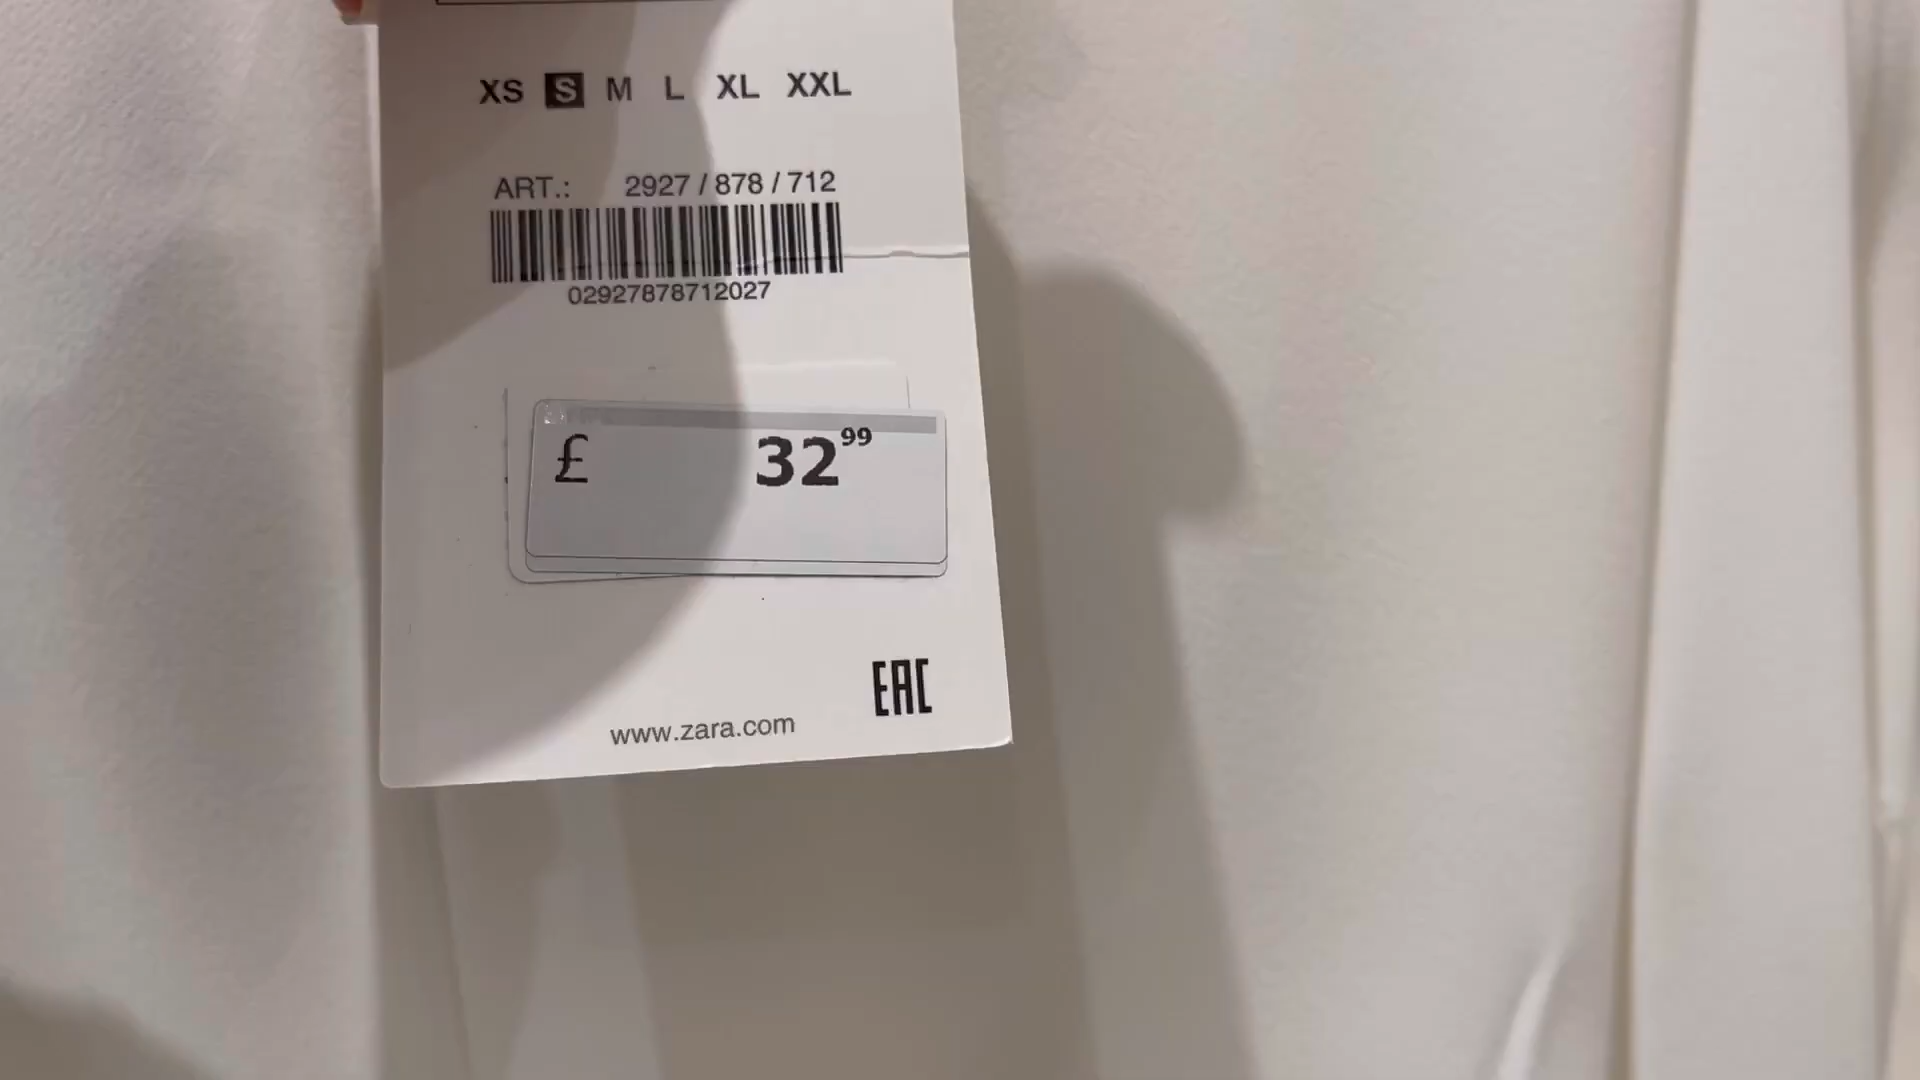 XS S M L XL XXL
ART.: 2927 / 878 / 712
02927878712027
£ 32 99
EAC
www.zara.com